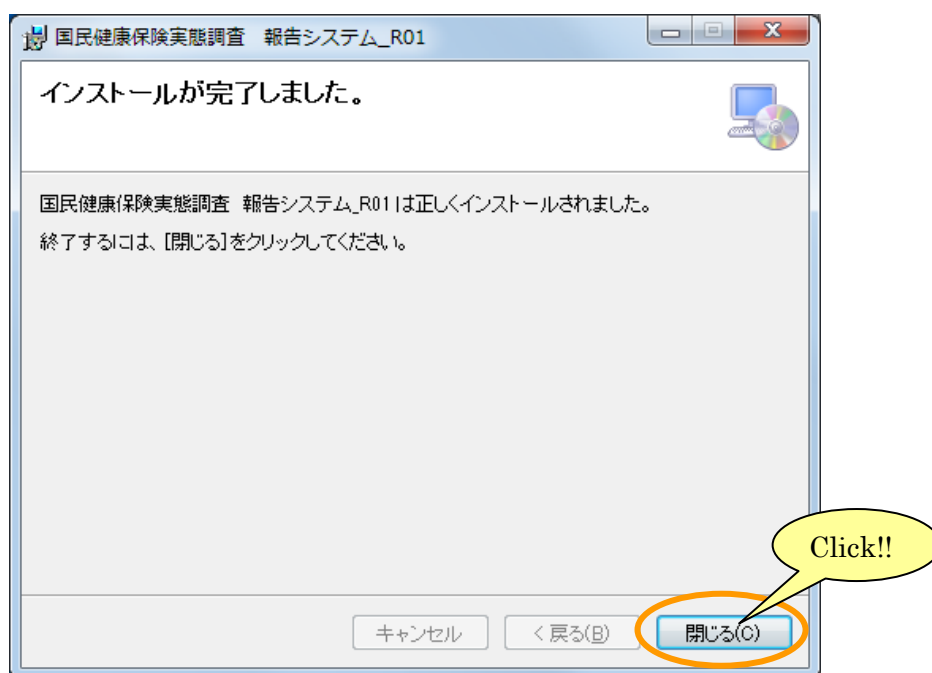 国民健康保険実態調査　報告システム_R01
インストールが完了しました。
国民健康保険実態調査　報告システム_R01 は正しくインストールされました。
終了するには、[閉じる]をクリックしてください。
Click!!
キャンセル
< 戻る(B)
閉じる(C)